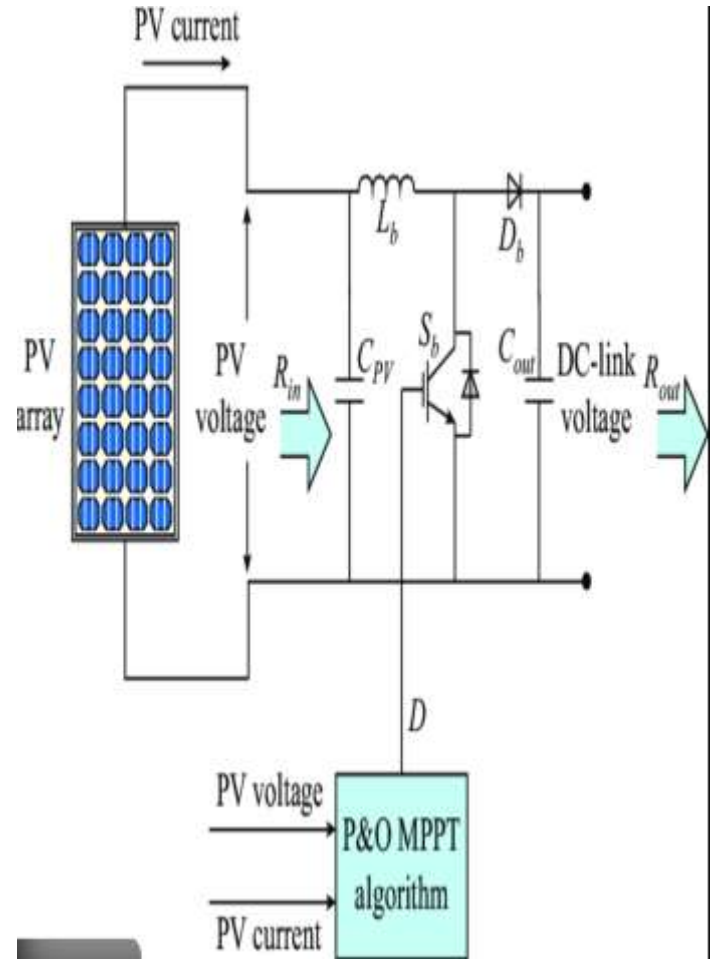 PV current
L_b
D_b
S_b
PV
array
PV
voltage
R_in
C_PV
C_out
DC-link
voltage
R_out
D
PV voltage
P&O MPPT
algorithm
PV current